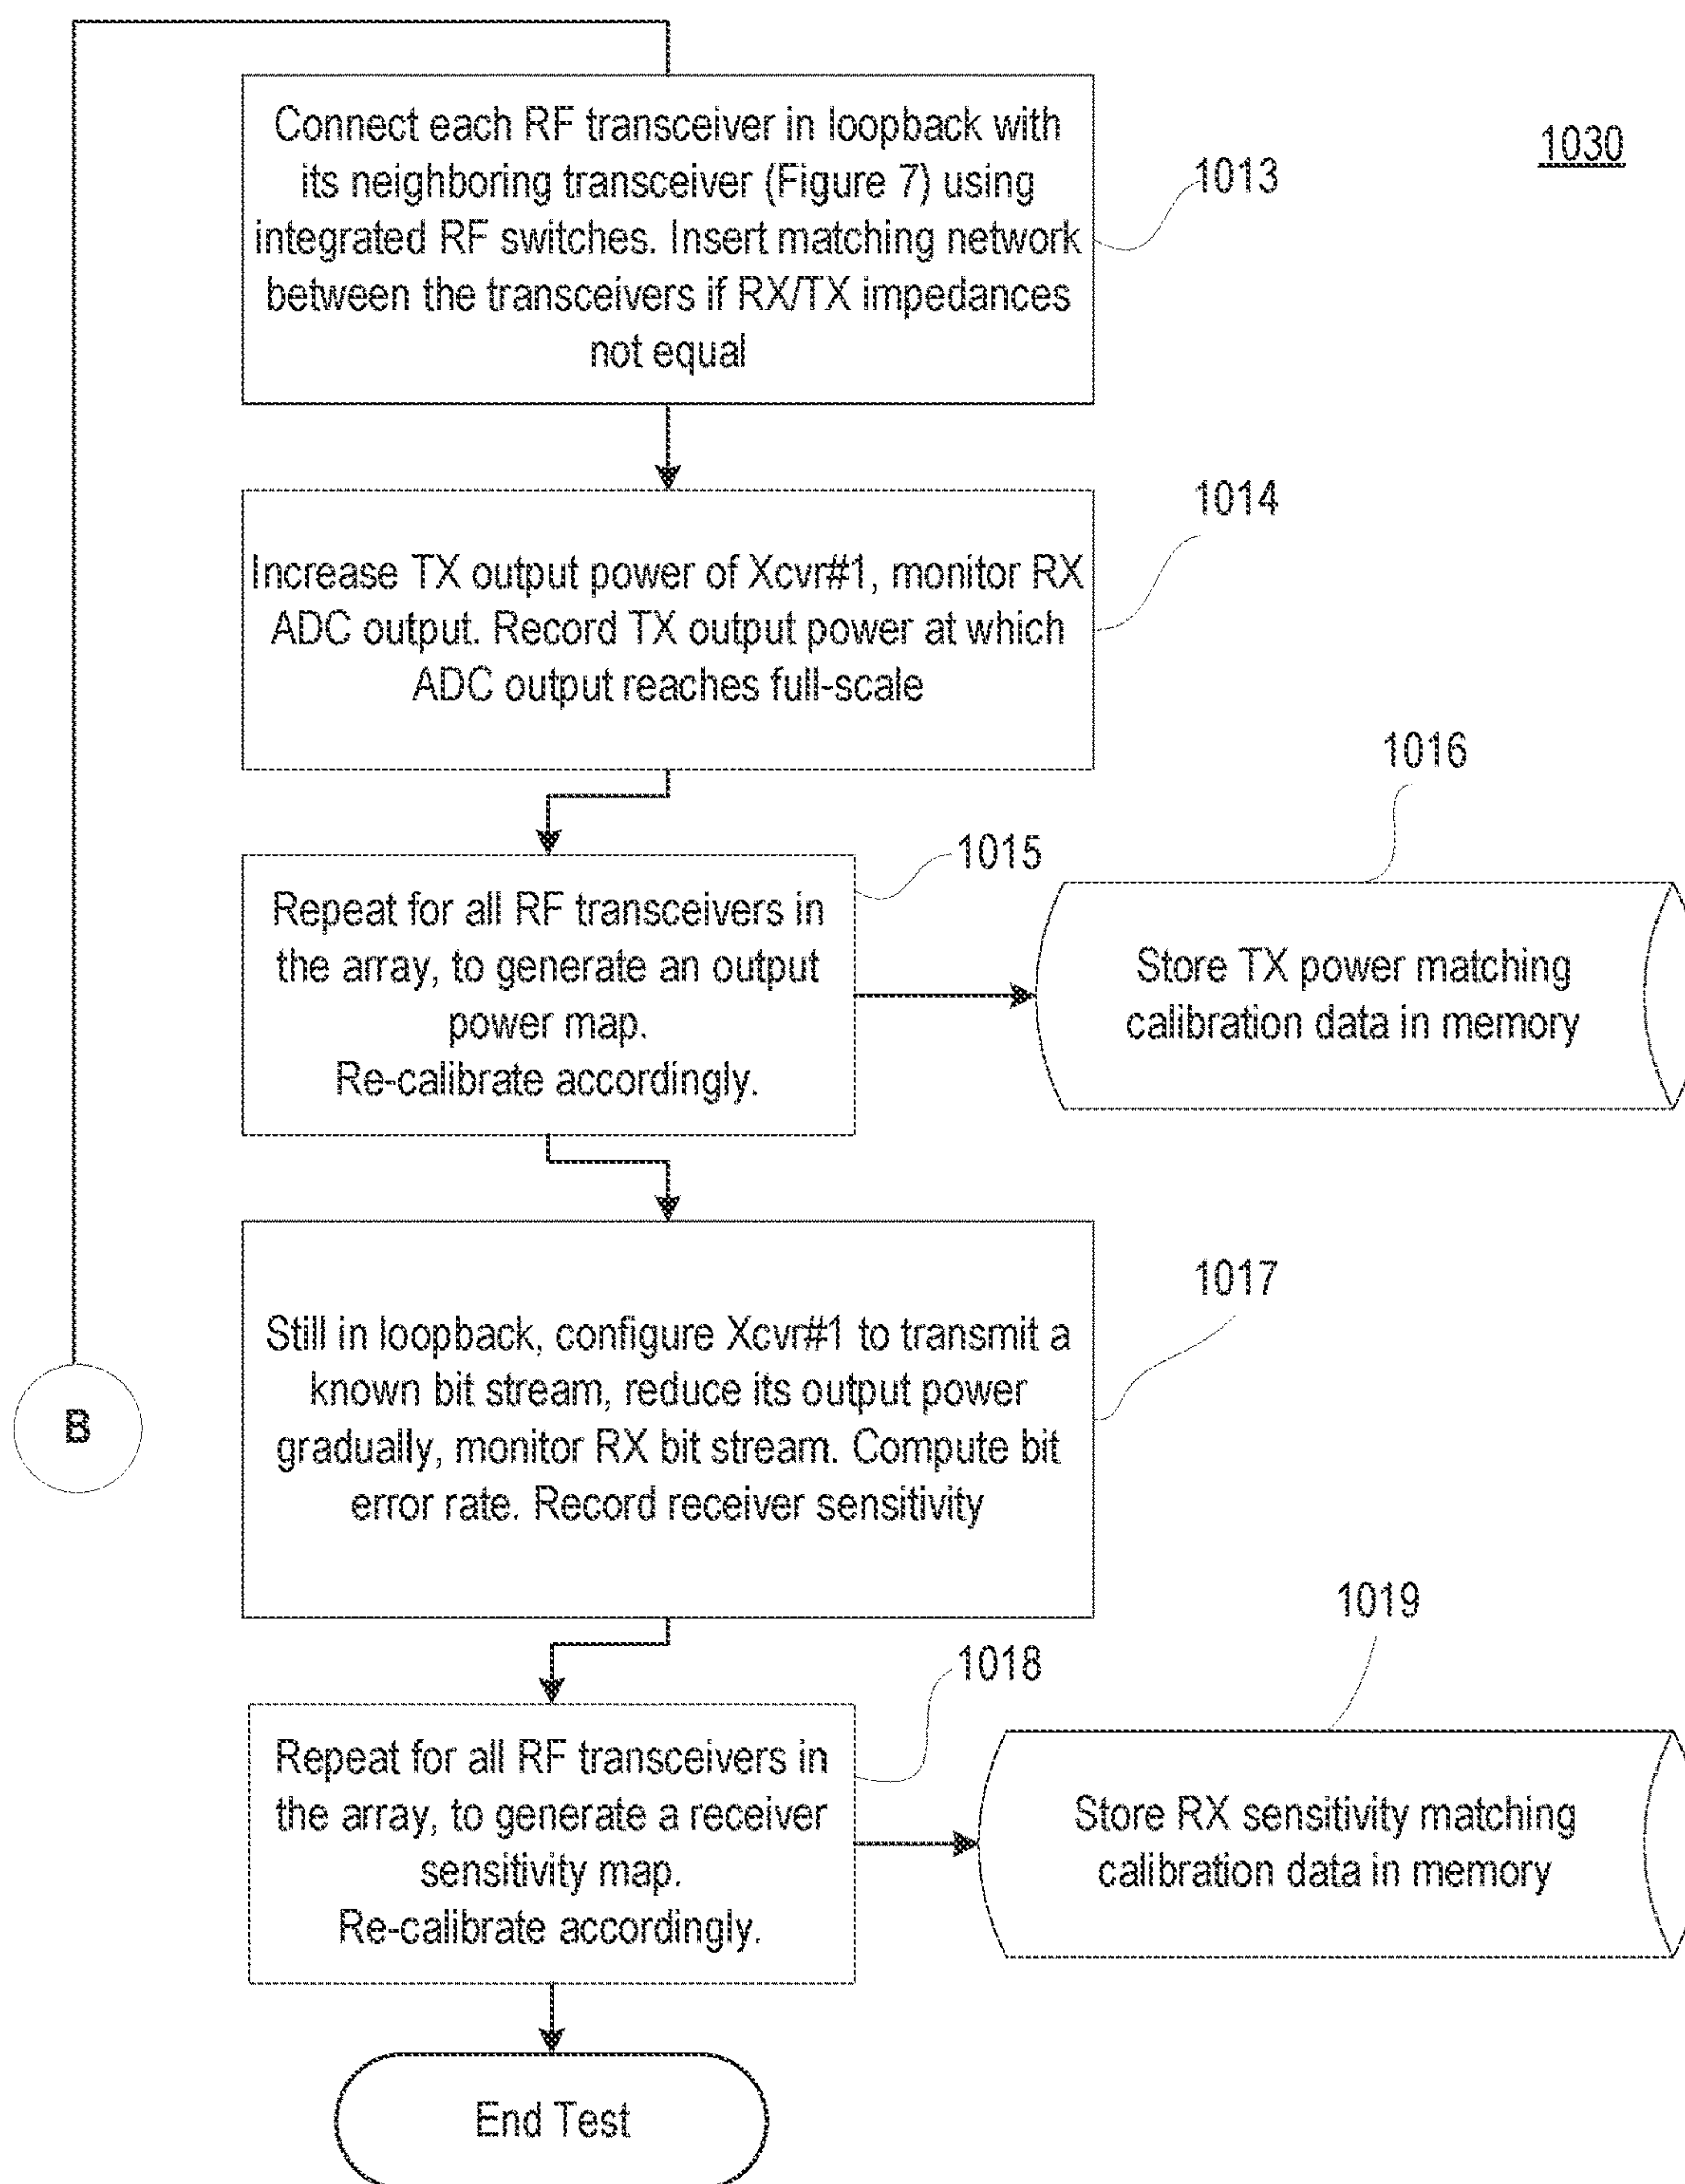 1030
Connect each RF transceiver in loopback with
its neighboring transceiver (Figure 7) using
integrated RF switches. Insert matching network
between the transceivers if RX/TX impedances
not equal
1013
Increase TX output power of Xcvr#1, monitor RX
ADC output. Record TX output power at which
ADC output reaches full-scale
1014
Repeat for all RF transceivers in
the array, to generate an output
power map.
Re-calibrate accordingly.
1015
1016
Store TX power matching
calibration data in memory
B
Still in loopback, configure Xcvr#1 to transmit a
known bit stream, reduce its output power
gradually, monitor RX bit stream. Compute bit
error rate. Record receiver sensitivity
1017
Repeat for all RF transceivers in
the array, to generate a receiver
sensitivity map.
Re-calibrate accordingly.
1018
1019
Store RX sensitivity matching
calibration data in memory
End Test